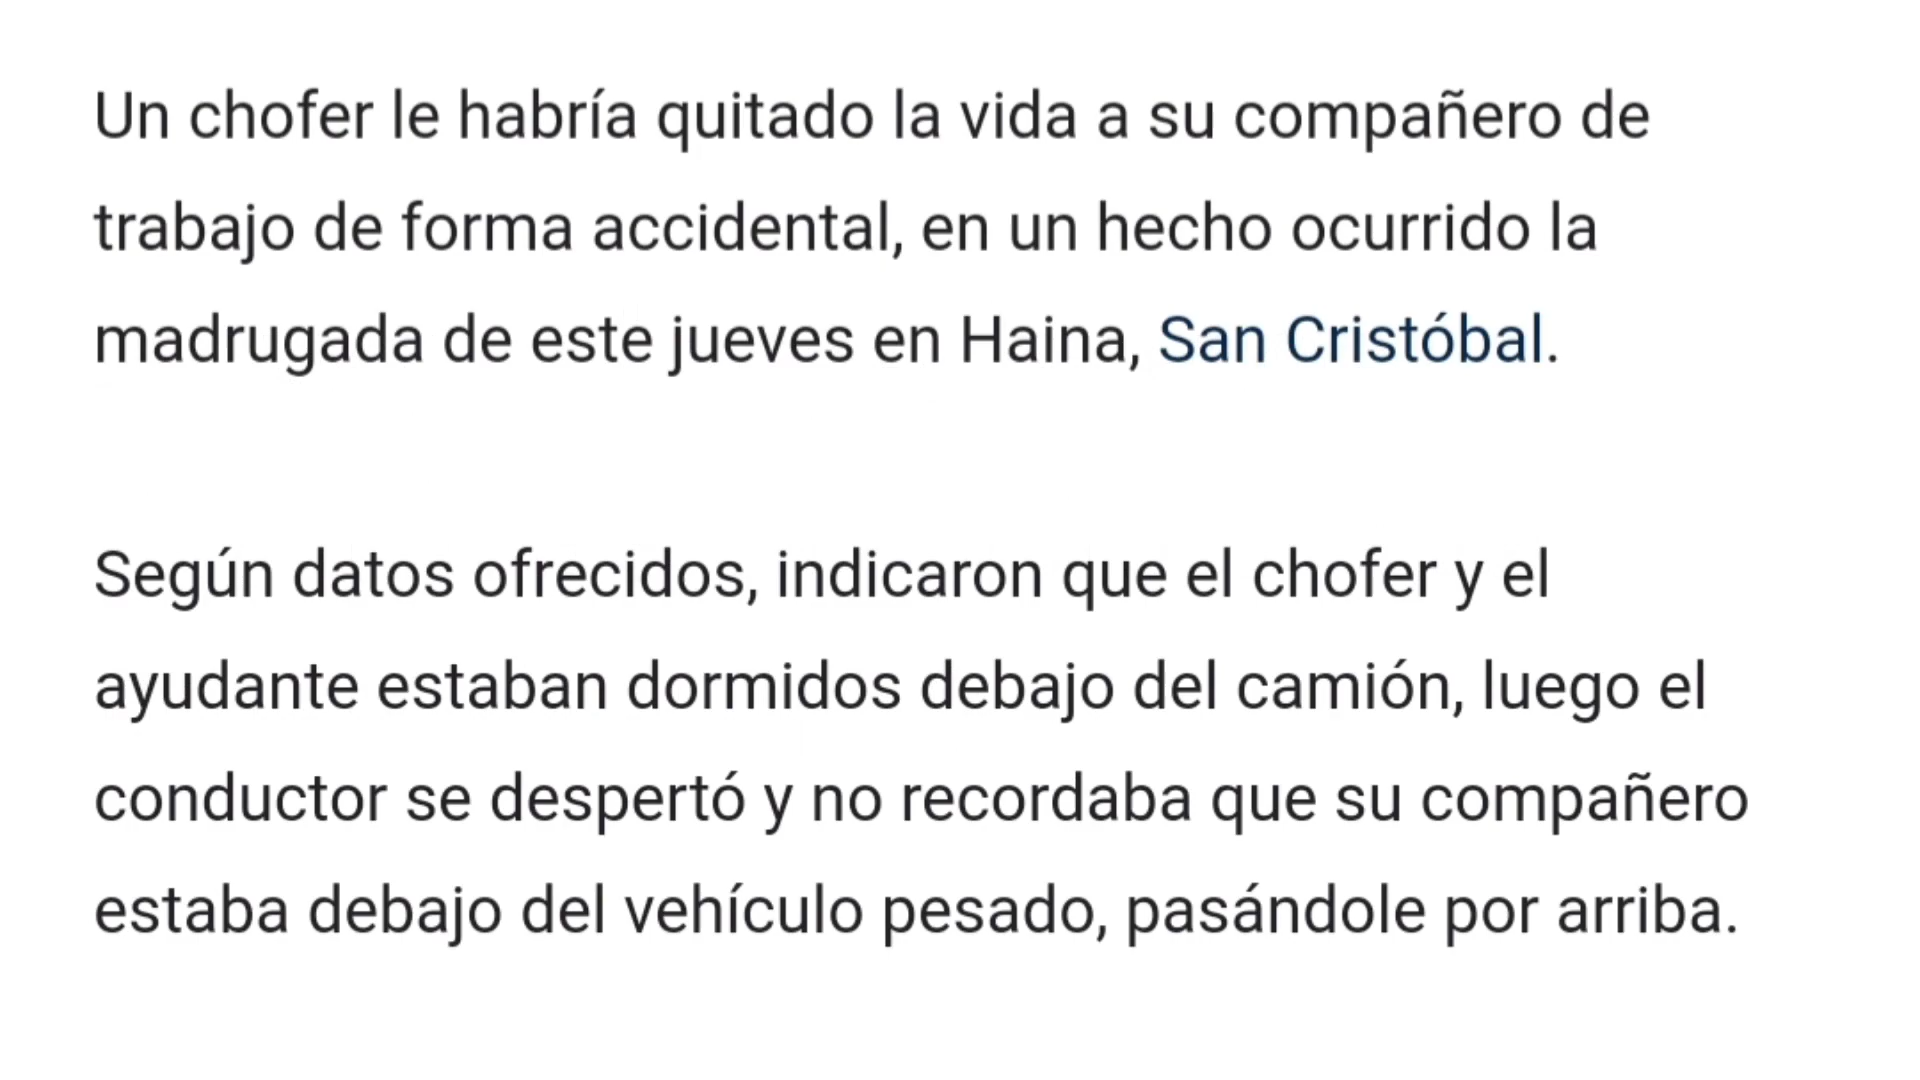 Un chofer le habría quitado la vida a su compañero de
trabajo de forma accidental, en un hecho ocurrido la
madrugada de este jueves en Haina, San Cristóbal.
Según datos ofrecidos, indicaron que el chofer y el
ayudante estaban dormidos debajo del camión, luego el
conductor se despertó y no recordaba que su compañero
estaba debajo del vehículo pesado, pasándole por arriba.